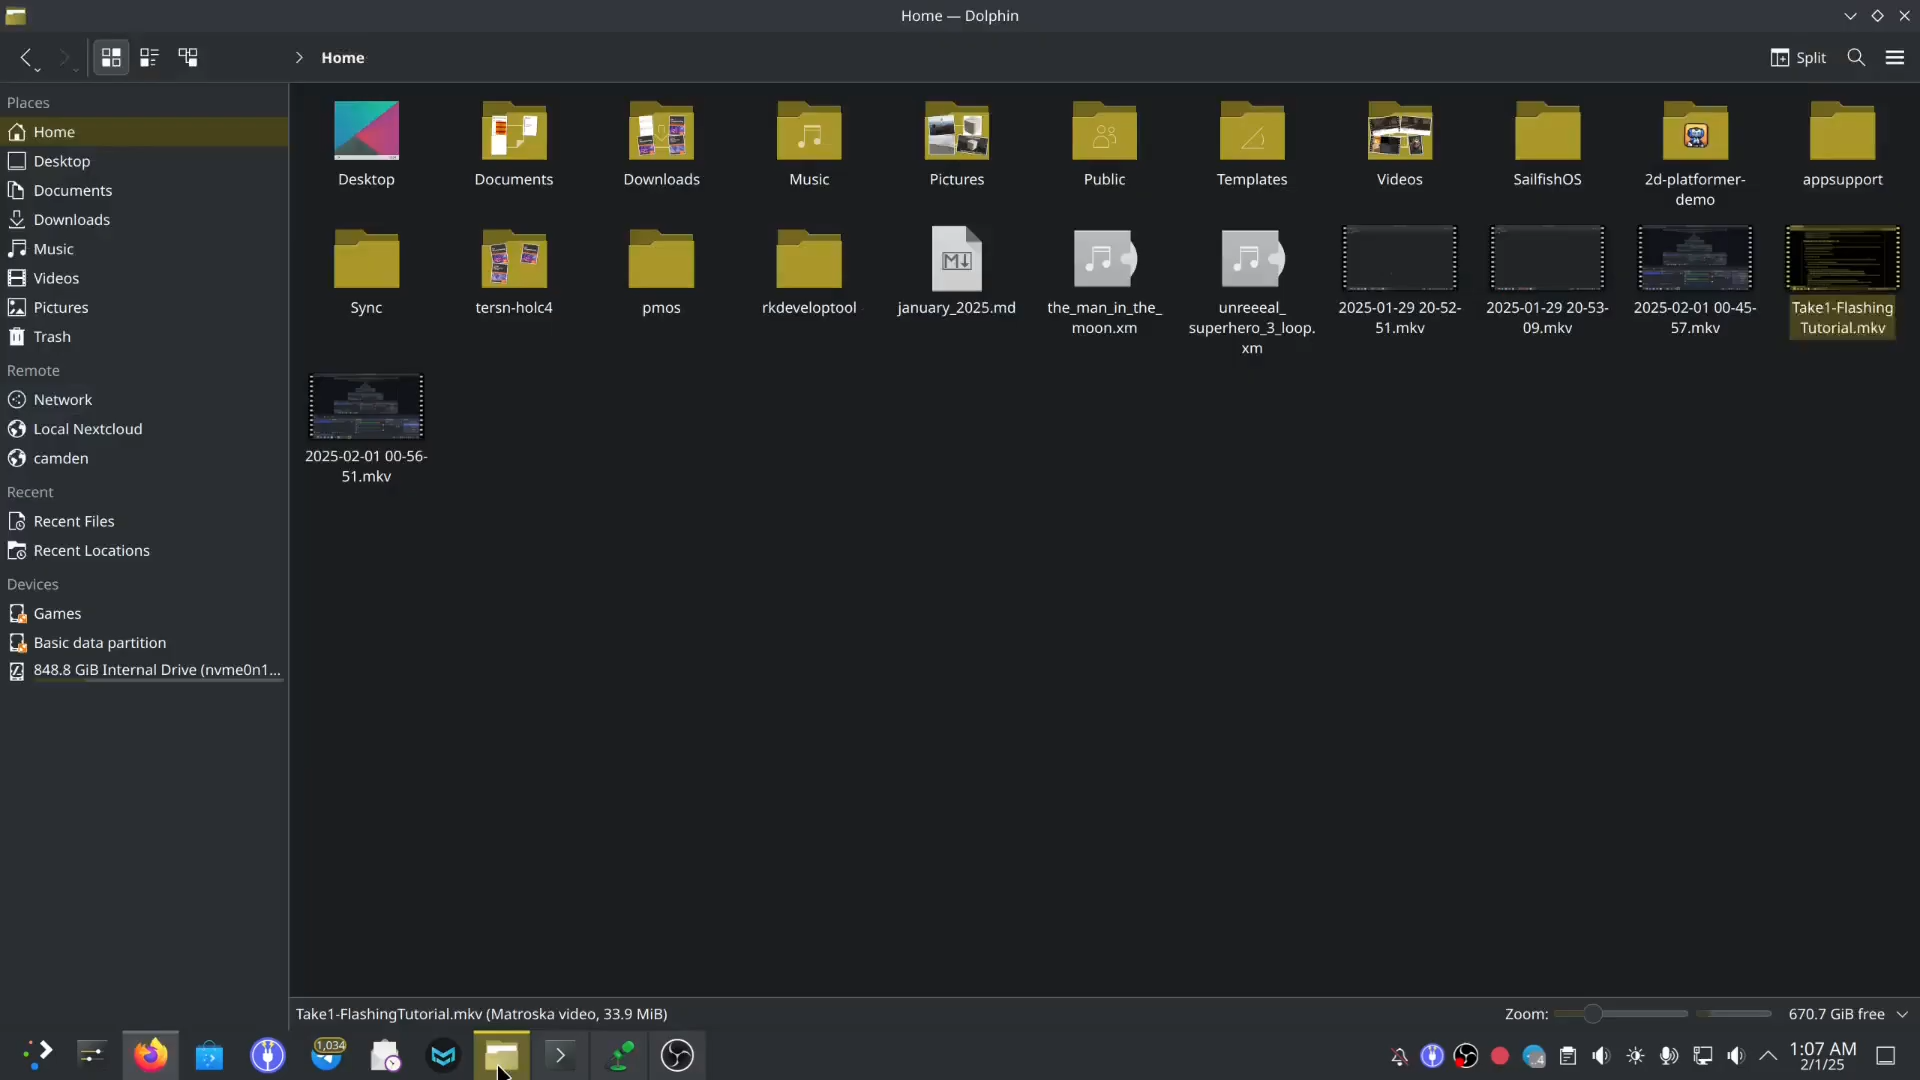 Home — Dolphin
Home
Split
Places
Home
Desktop
Documents
Downloads
Music
Videos
Pictures
Trash
Remote
Network
Local Nextcloud
camden
Recent
Recent Files
Recent Locations
Devices
Games
Basic data partition
848.8 GiB Internal Drive (nvme0n1...
Desktop
Documents
Downloads
Music
Pictures
Public
Templates
Videos
SailfishOS
2d-platformer-
demo
appsupport
Sync
tersn-holc4
pmos
rkdeveloptool
january_2025.md
the_man_in_the_
moon.xm
unreeeal_
superhero_3_loop.
xm
2025-01-29 20-52-
51.mkv
2025-01-29 20-53-
09.mkv
2025-02-01 00-45-
57.mkv
Take1-Flashing
Tutorial.mkv
2025-02-01 00-56-
51.mkv
Take1-FlashingTutorial.mkv (Matroska video, 33.9 MiB)
Zoom:
670.7 GiB free
1,034
1:07 AM
2/1/25